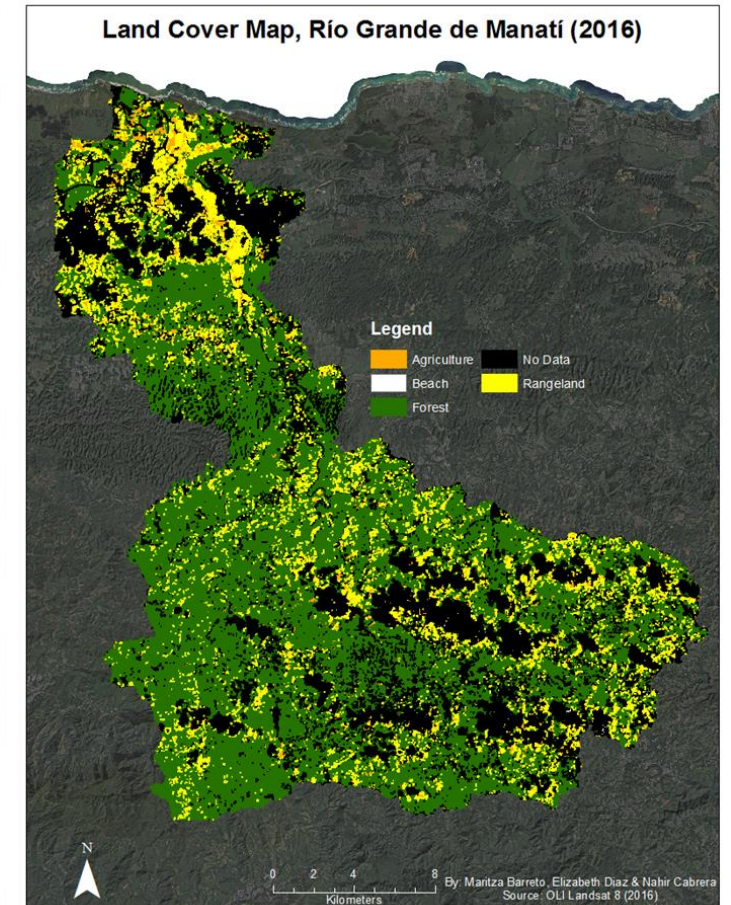 Land Cover Map, Río Grande de Manatí (2016)
Legend
Agriculture
Beach
Forest
No Data
Rangeland
N
0 2 4 8
Kilometers
By: Maritza Barreto, Elizabeth Diaz & Nahir Cabrera
Source: OLI Landsat 8 (2016)